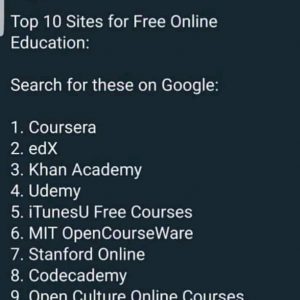 Top 10 Sites for Free Online
Education:
Search for these on Google:
1. Coursera
2. edX
3. Khan Academy
4. Udemy
5. iTunesU Free Courses
6. MIT OpenCourseWare
7. Stanford Online
8. Codecademy
9. Open Culture Online Courses